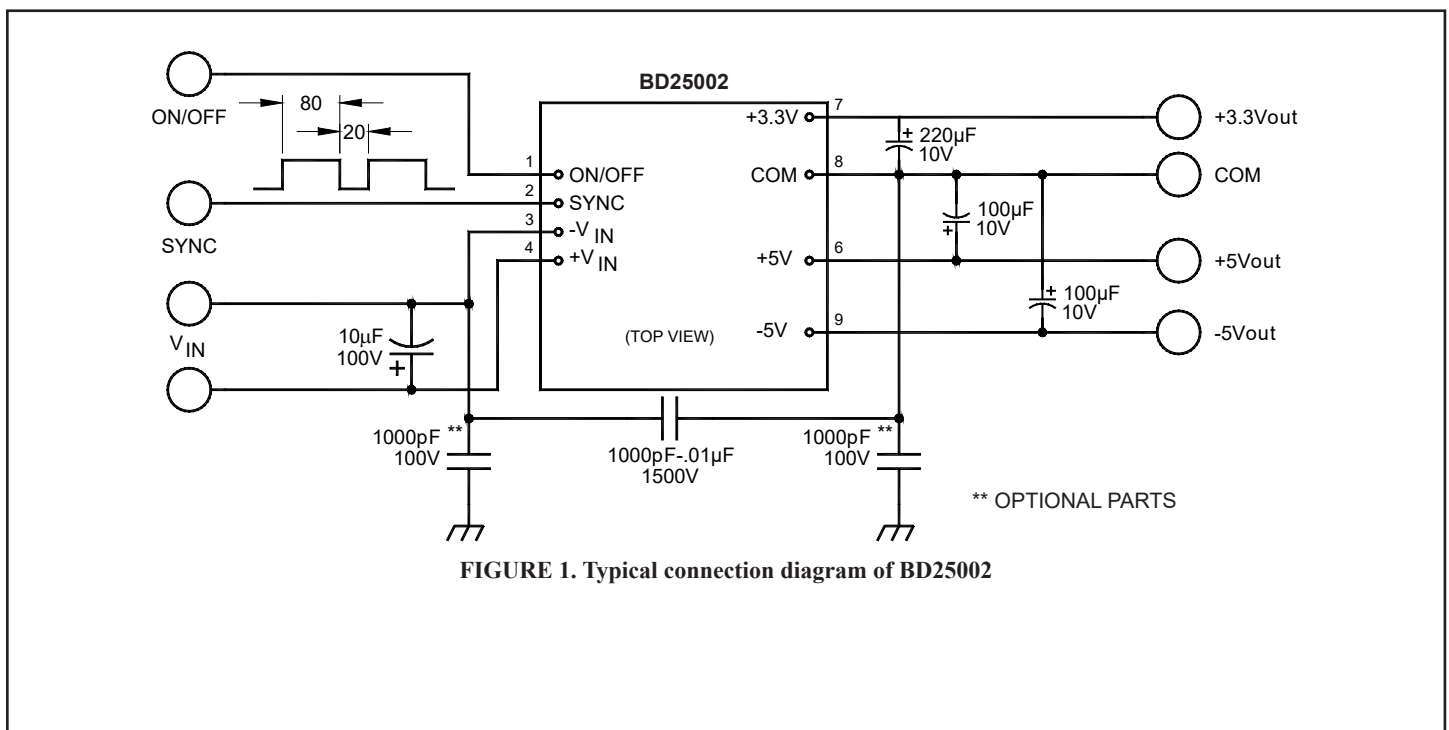 BD25002
ON/OFF
80
20
SYNC
V IN
10μF
100V
+
1
ON/OFF
2
SYNC
3
-V IN
4
+V IN
+3.3V
7
COM
8
+5V
6
-5V
9
(TOP VIEW)
+ 220µF
10V
100µF
+ 10V
+ 100µF
10V
+3.3Vout
COM
+5Vout
-5Vout
1000pF **
100V
1000pF-.01µF
1500V
1000pF **
100V
** OPTIONAL PARTS
FIGURE 1. Typical connection diagram of BD25002